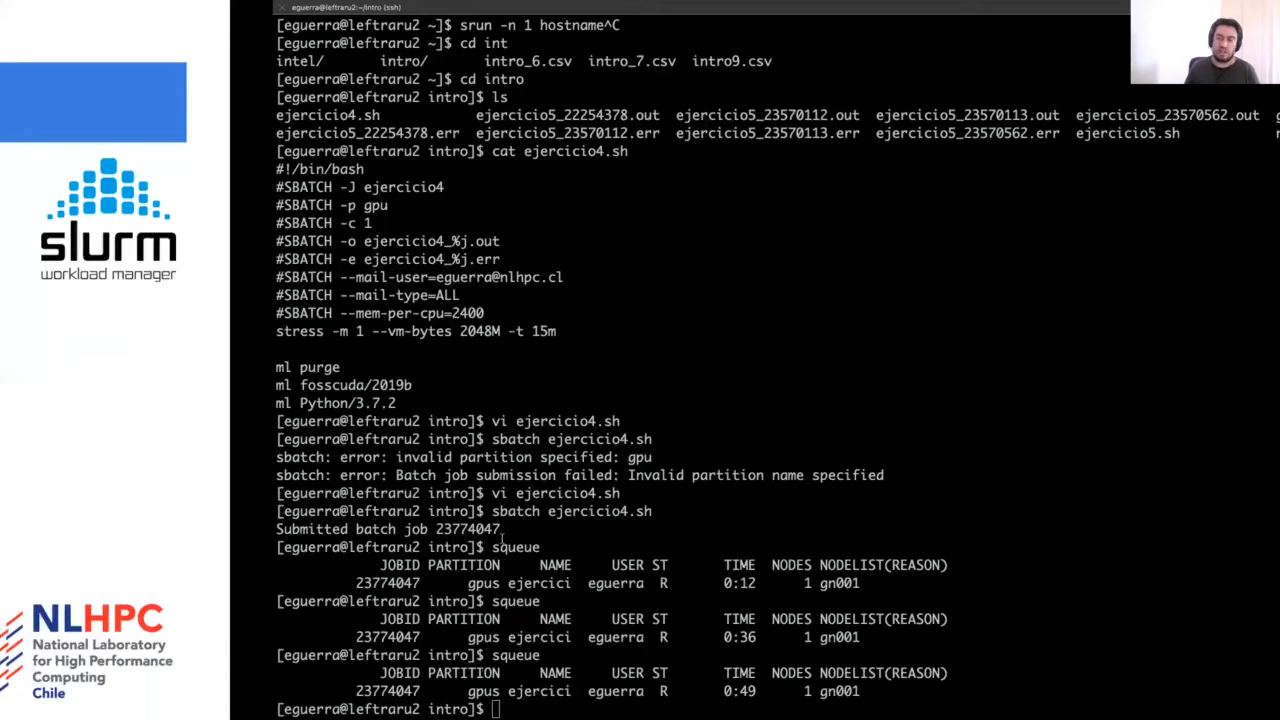 eguerra@leftraru2:~/intro (ssh)
[eguerra@leftraru2 ~]$ srun -n 1 hostname^C
[eguerra@leftraru2 ~]$ cd int
intel/ intro/ intro_6.csv intro_7.csv intro9.csv
[eguerra@leftraru2 ~]$ cd intro
[eguerra@leftraru2 intro]$ ls
ejercicio4.sh ejercicio5_22254378.out ejercicio5_23570112.out ejercicio5_23570113.out ejercicio5_23570562.out
ejercicio5_22254378.err ejercicio5_23570112.err ejercicio5_23570113.err ejercicio5_23570562.err ejercicio5.sh
[eguerra@leftraru2 intro]$ cat ejercicio4.sh
#!/bin/bash
#SBATCH -J ejercicio4
#SBATCH -p gpu
#SBATCH -c 1
#SBATCH -o ejercicio4_%j.out
#SBATCH -e ejercicio4_%j.err
#SBATCH --mail-user=eguerra@nlhpc.cl
#SBATCH --mail-type=ALL
#SBATCH --mem-per-cpu=2400
stress -m 1 --vm-bytes 2048M -t 15m
ml purge
ml fosscuda/2019b
ml Python/3.7.2
[eguerra@leftraru2 intro]$ vi ejercicio4.sh
[eguerra@leftraru2 intro]$ sbatch ejercicio4.sh
sbatch: error: invalid partition specified: gpu
sbatch: error: Batch job submission failed: Invalid partition name specified
[eguerra@leftraru2 intro]$ vi ejercicio4.sh
[eguerra@leftraru2 intro]$ sbatch ejercicio4.sh
Submitted batch job 23774047
[eguerra@leftraru2 intro]$ squeue
JOBID PARTITION NAME USER ST TIME NODES NODELIST(REASON)
23774047 gpus ejercici eguerra R 0:12 1 gn001
[eguerra@leftraru2 intro]$ squeue
JOBID PARTITION NAME USER ST TIME NODES NODELIST(REASON)
23774047 gpus ejercici eguerra R 0:36 1 gn001
[eguerra@leftraru2 intro]$ squeue
JOBID PARTITION NAME USER ST TIME NODES NODELIST(REASON)
23774047 gpus ejercici eguerra R 0:49 1 gn001
[eguerra@leftraru2 intro]$
slurm
workload manager
NLHPC
National Laboratory
for High Performance
Computing
Chile